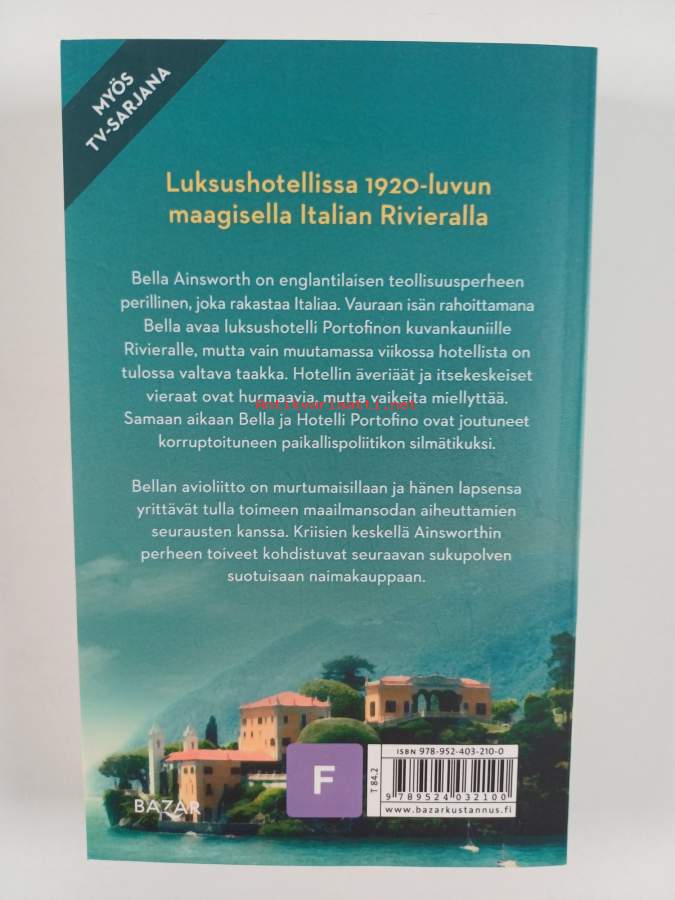 MYÖS
TV-SARJANA
Luksushotellissa 1920-luvun
maagisella Italian Rivieralla
Bella Ainsworth on englantilaisen teollisuusperheen
perillinen, joka rakastaa Italiaa. Vauraan isän rahoittamana
Bella avaa luksushotelli Portofinon kuvankauniille
Rivieralle, mutta vain muutamassa viikossa hotellista on
tulossa valtava taakka. Hotellin äveriäät ja itsekeskeiset
vieraat ovat hurmaavia, mutta vaikeita miellyttää.
Antikvarisatti.net
Samaan aikaan Bella ja Hotelli Portofino ovat joutuneet
korruptoituneen paikallispoliitikon silmätikuksi.
Bellan avioliitto on murtumaisillaan ja hänen lapsensa
yrittävät tulla toimeen maailmansodan aiheuttamien
seurausten kanssa. Kriisien keskellä Ainsworthin
perheen toiveet kohdistuvat seuraavan sukupolven
suotuisaan naimakauppaan.
BAZAR
F
T 84.2
ISBN 978-952-403-210-0
9 789524 032100
www.bazarkustannus.fi